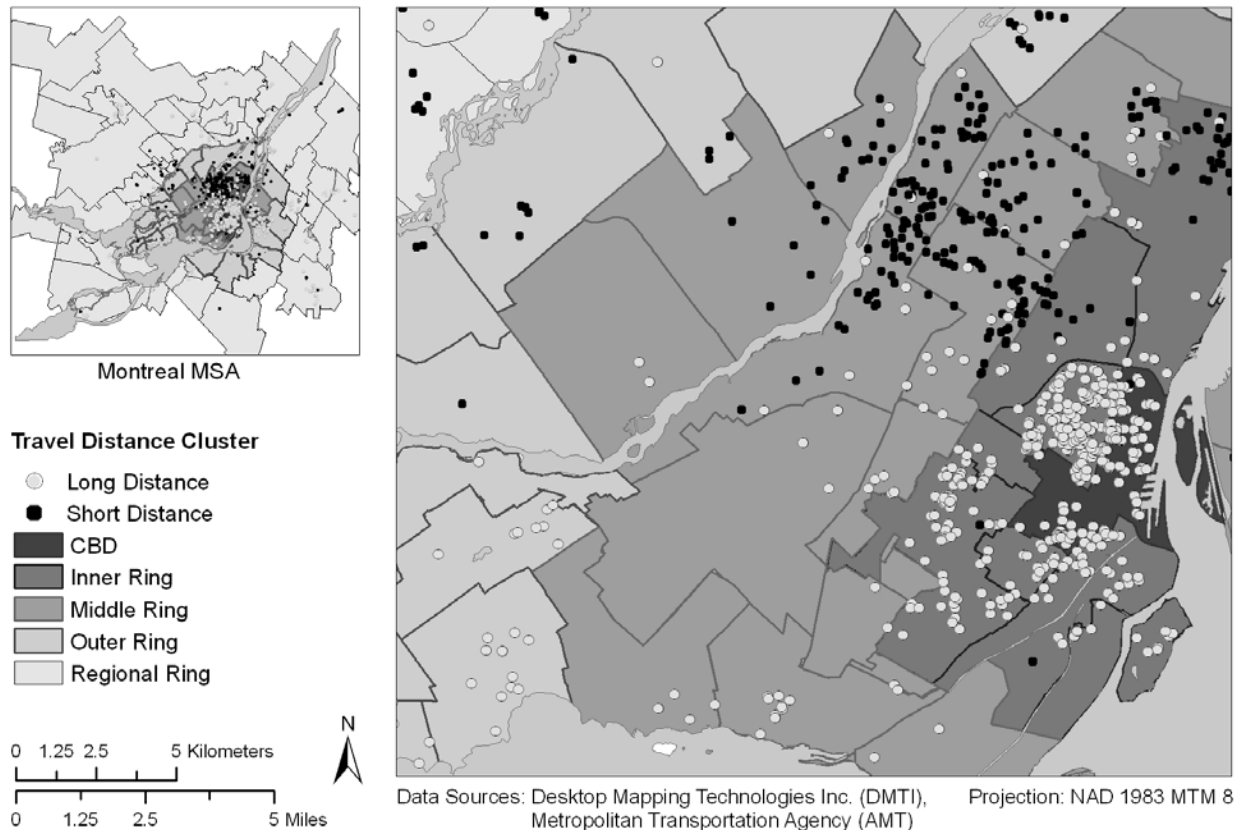 Montreal MSA
Travel Distance Cluster
Long Distance
Short Distance
CBD
Inner Ring
Middle Ring
Outer Ring
Regional Ring
N
0 1.25 2.5 5 Kilometers
0 1.25 2.5 5 Miles
Data Sources: Desktop Mapping Technologies Inc. (DMTI), Projection: NAD 1983 MTM 8
Metropolitan Transportation Agency (AMT)